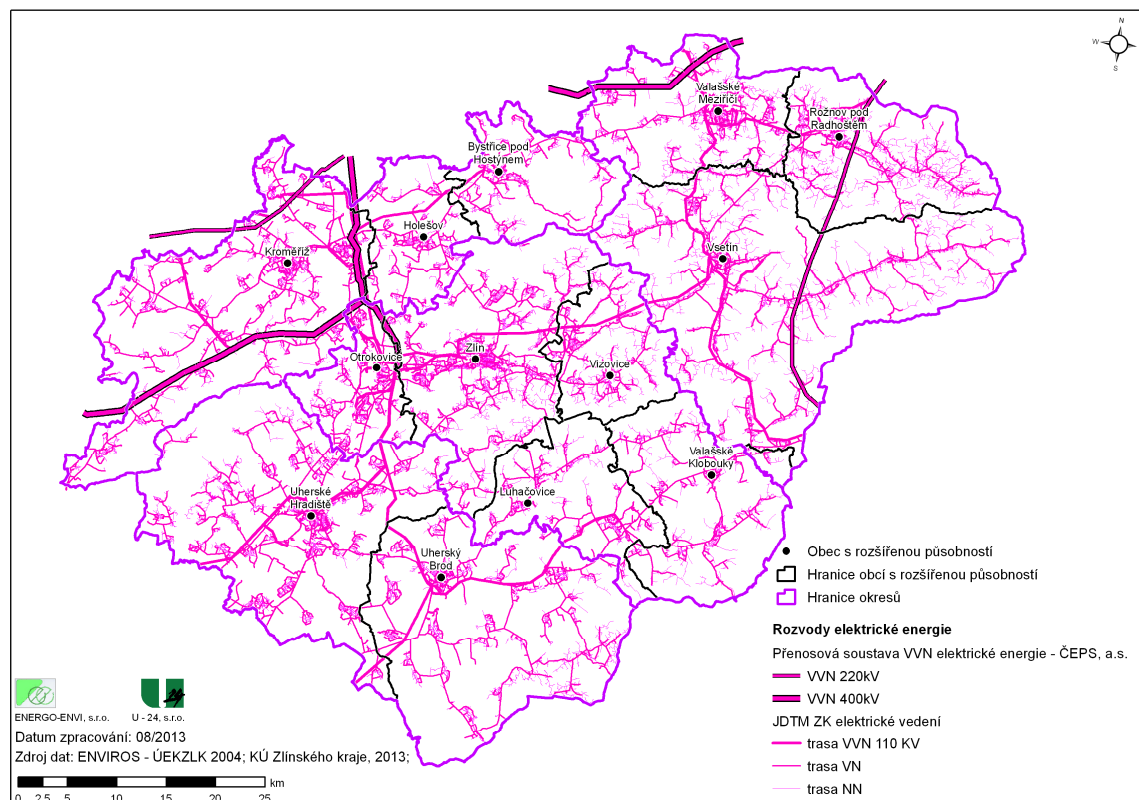 N
W
S
Valašské
Meziříčí
Rožnov pod
Radhoštěm
Bystřice pod
Hostýnem
Holešov
Kroměříž
Vsetín
Otrokovice
Zlín
Vizovice
Valašské
Klobouky
Luhačovice
Uherské
Hradiště
Uherský
Brod
Obec s rozšířenou působností
Hranice obcí s rozšířenou působností
Hranice okresů
Rozvody elektrické energie
Přenosová soustava VVN elektrické energie - ČEPS, a.s.
VVN 220kV
VVN 400kV
JDTM ZK elektrické vedení
trasa VVN 110 KV
trasa VN
trasa NN
ENERGO-ENVI, s.r.o. U - 24, s.r.o.
Datum zpracování: 08/2013
Zdroj dat: ENVIROS - ÚEKZLK 2004; KÚ Zlínského kraje, 2013;
km
0 2,5 5 10 15 20 25